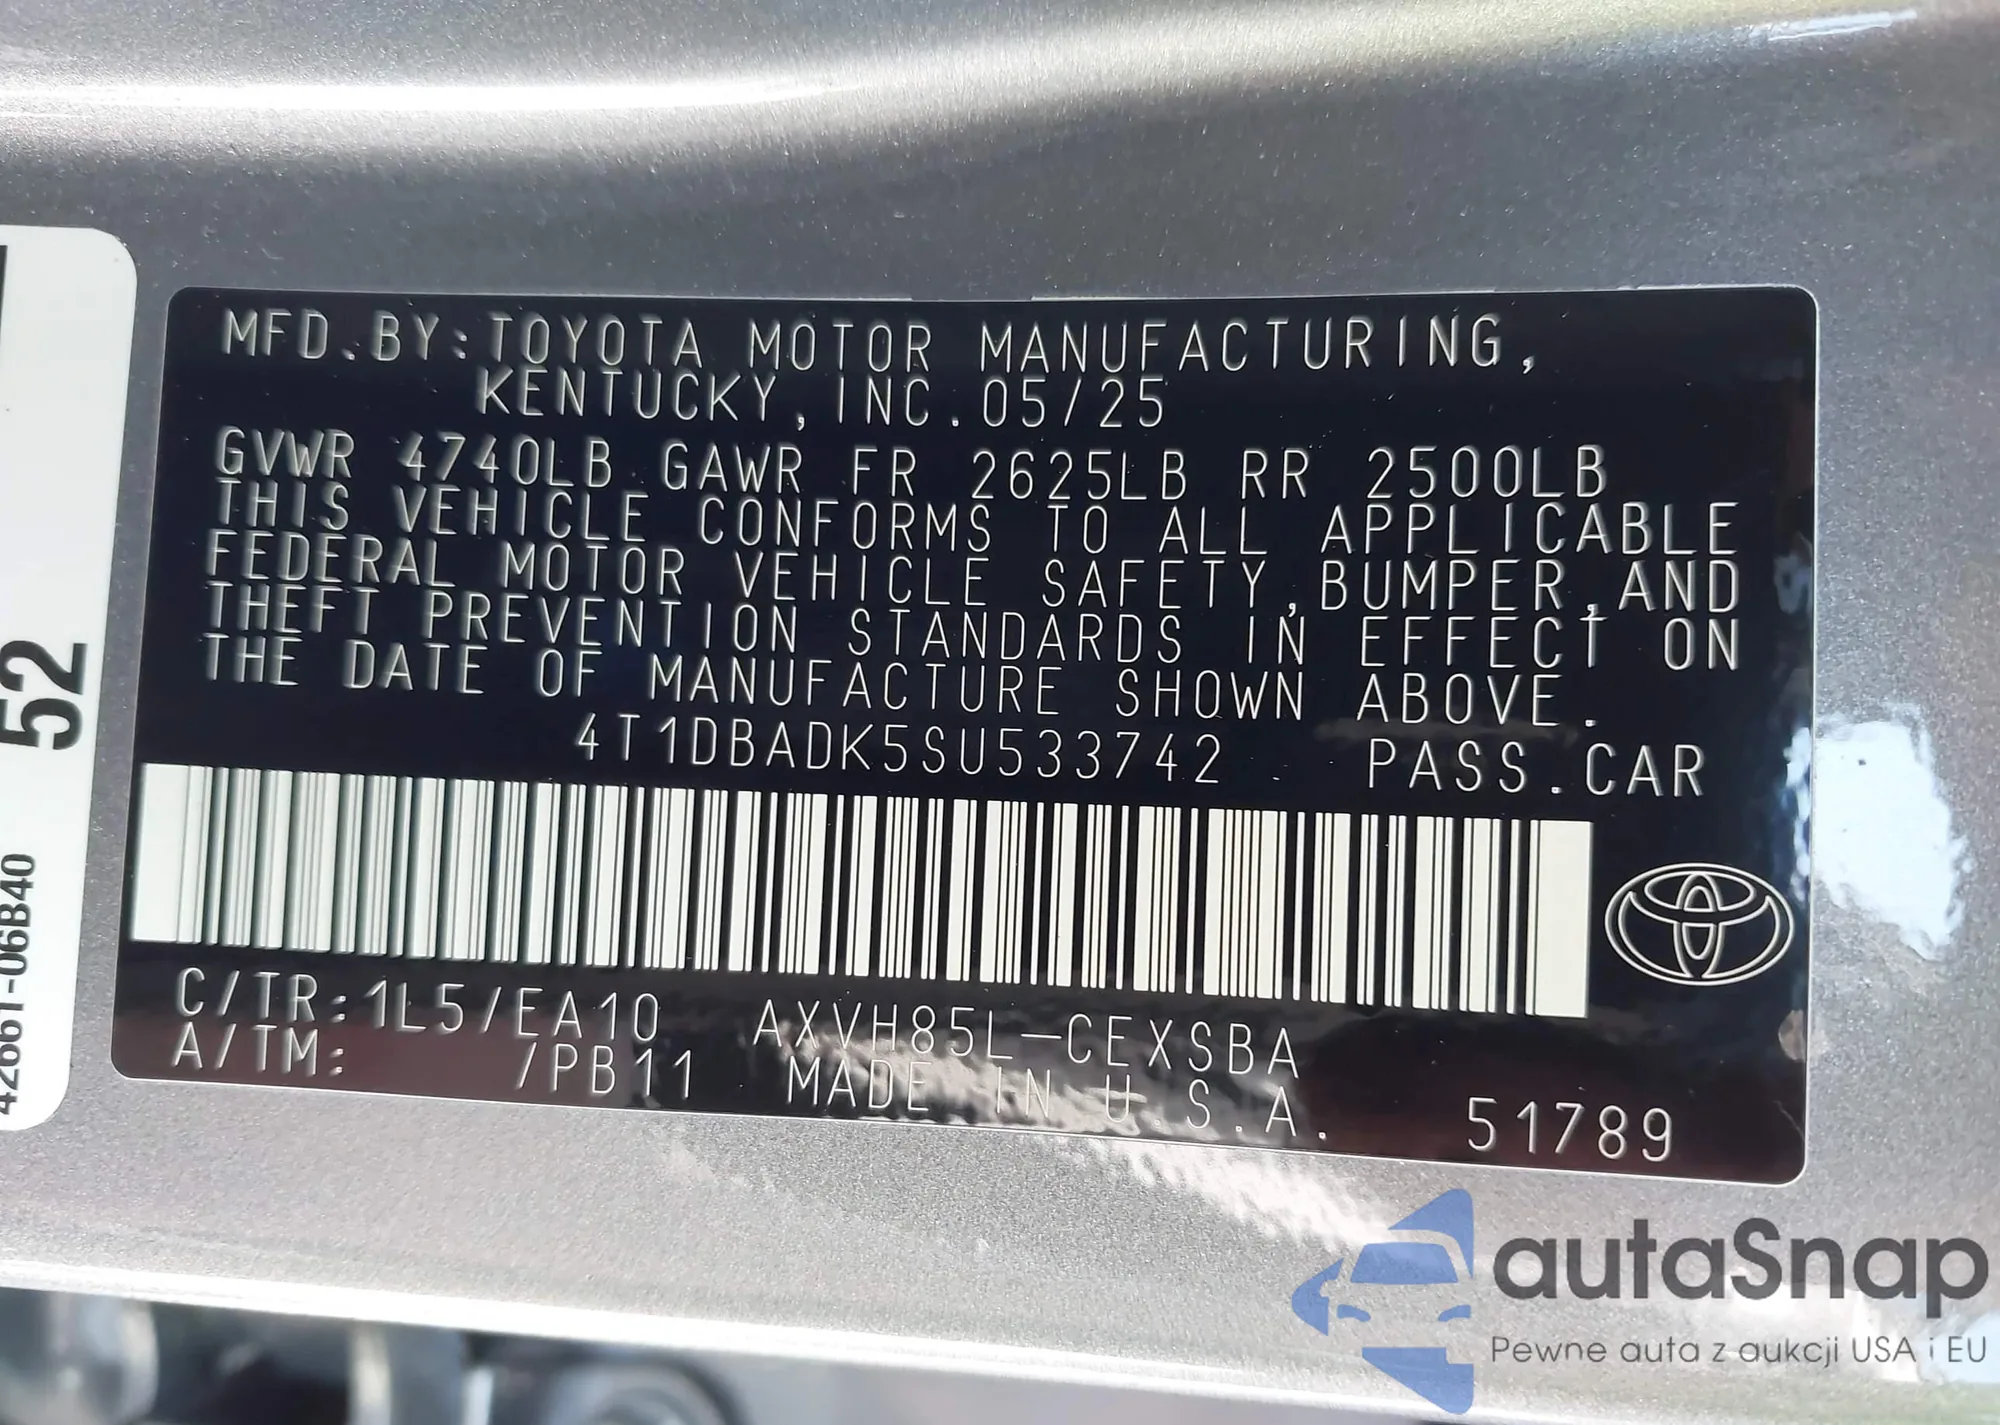 MFD.BY:TOYOTA MOTOR MANUFACTURING,
KENTUCKY, INC.05/25
GVWR 4740LB GAWR FR 2625LB RR 2500LB
THIS VEHICLE CONFORMS TO ALL APPLICABLE
FEDERAL MOTOR VEHICLE SAFETY,BUMPER,AND
THEFT PREVENTION STANDARDS IN EFFECT ON
THE DATE OF MANUFACTURE SHOWN ABOVE.
4T1DBADK5SU533742 PASS.CAR
C/TR:1L5/EA10 AXVH85L-CEXSBA
A/TM: /PB11 MADE IN U.S.A. 51789
52
42661-06B40
autaSnap
Pewne auta z aukcji USA i EU